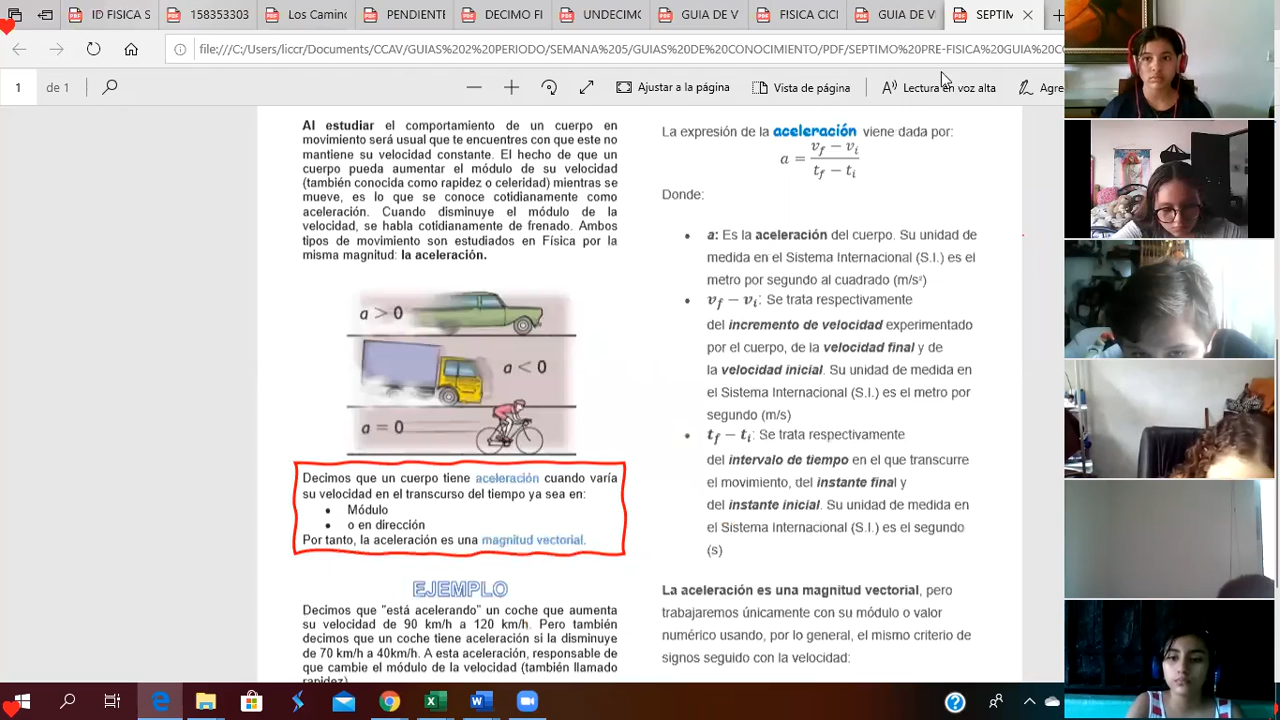 ID FISICA S
158353303
Los Camino
PENDIENTE
DECIMO FI
UNDECIMO
GUIA DE V
FISICA CICI
GUIA DE VI
SEPTIM
file:///C:/Users/liccr/Documents/CCAV/GUIAS%202%20PERIODO/SEMANA%205/GUIAS%20DE%20CONOCIMIENTO/PDF/SEPTIMO%20PRE-FISICA%20GUIA%20CO
1 de 1
Ajustar a la página
Vista de página
Lectura en voz alta
Agre
Al estudiar el comportamiento de un cuerpo en
movimiento será usual que te encuentres con que este no
mantiene su velocidad constante. El hecho de que un
cuerpo pueda aumentar el módulo de su velocidad
(también conocida como rapidez o celeridad) mientras se
mueve, es lo que se conoce cotidianamente como
aceleración. Cuando disminuye el módulo de la
velocidad, se habla cotidianamente de frenado. Ambos
tipos de movimiento son estudiados en Física por la
misma magnitud: la aceleración.
a > 0
a < 0
a = 0
Decimos que un cuerpo tiene aceleración cuando varía
su velocidad en el transcurso del tiempo ya sea en:
• Módulo
• o en dirección
Por tanto, la aceleración es una magnitud vectorial.
EJEMPLO
Decimos que "está acelerando" un coche que aumenta
su velocidad de 90 km/h a 120 km/h. Pero también
decimos que un coche tiene aceleración si la disminuye
de 70 km/h a 40km/h. A esta aceleración, responsable de
que cambie el módulo de la velocidad (también llamado
rapidez)
La expresión de la aceleración viene dada por:
a = (v_f − v_i) / (t_f − t_i)
Donde:
• a: Es la aceleración del cuerpo. Su unidad de
medida en el Sistema Internacional (S.I.) es el
metro por segundo al cuadrado (m/s²)
• v_f − v_i: Se trata respectivamente
del incremento de velocidad experimentado
por el cuerpo, de la velocidad final y de
la velocidad inicial. Su unidad de medida en
el Sistema Internacional (S.I.) es el metro por
segundo (m/s)
• t_f − t_i: Se trata respectivamente
del intervalo de tiempo en el que transcurre
el movimiento, del instante final y
del instante inicial. Su unidad de medida en
el Sistema Internacional (S.I.) es el segundo
(s)
La aceleración es una magnitud vectorial, pero
trabajaremos únicamente con su módulo o valor
numérico usando, por lo general, el mismo criterio de
signos seguido con la velocidad: